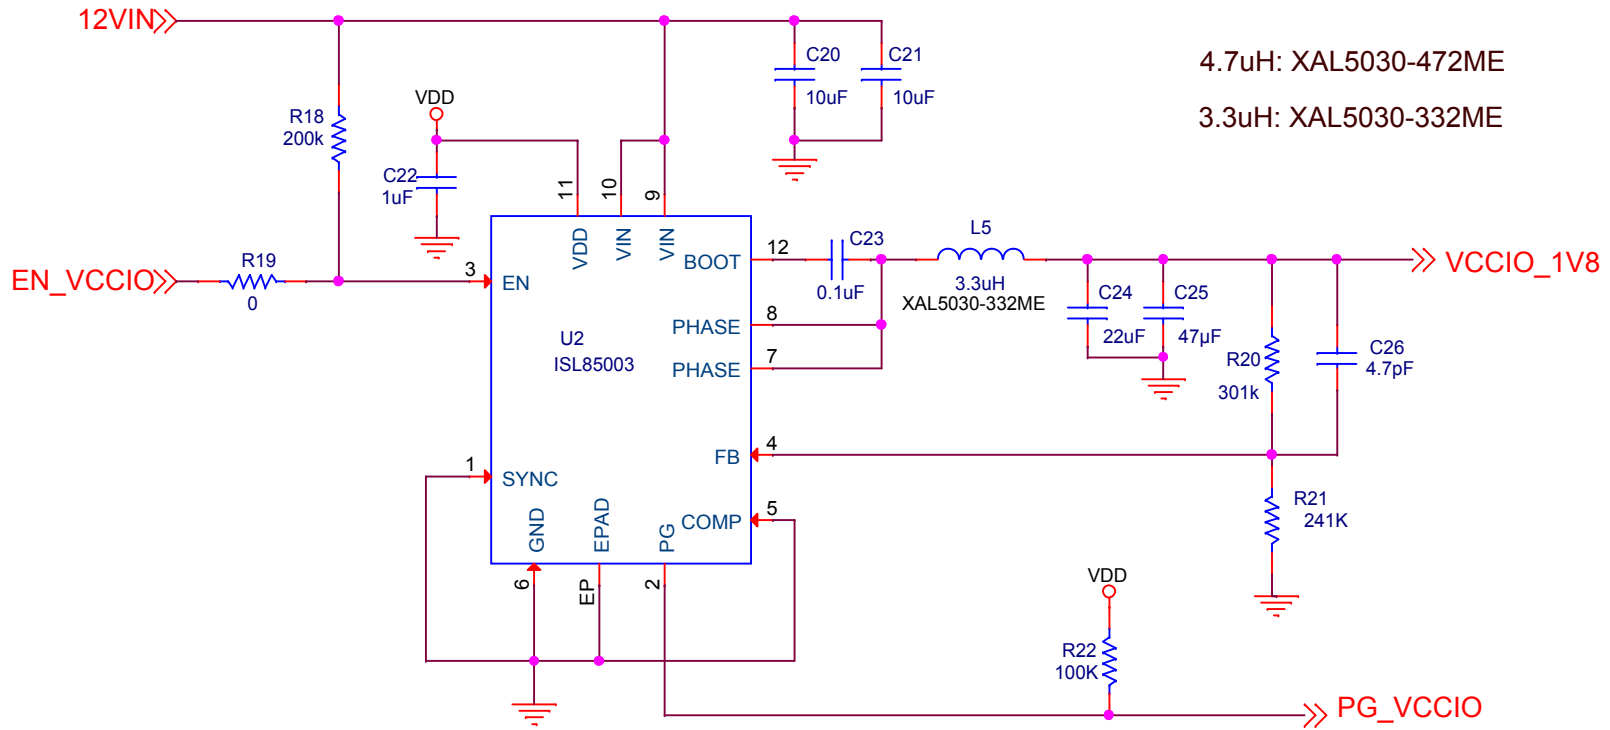 12VIN
4.7uH: XAL5030-472ME
3.3uH: XAL5030-332ME
C20
10uF
C21
10uF
R18
200k
VDD
C22
1uF
11
10
9
VDD
VIN
VIN
EN_VCCIO
R19
0
3
EN
U2
ISL85003
BOOT
12
C23
0.1uF
L5
3.3uH
XAL5030-332ME
VCCIO_1V8
PHASE
8
PHASE
7
C24
22uF
C25
47µF
R20
301k
C26
4.7pF
FB
4
1
SYNC
COMP
5
R21
241K
GND
EPAD
PG
6
EP
2
VDD
R22
100K
PG_VCCIO